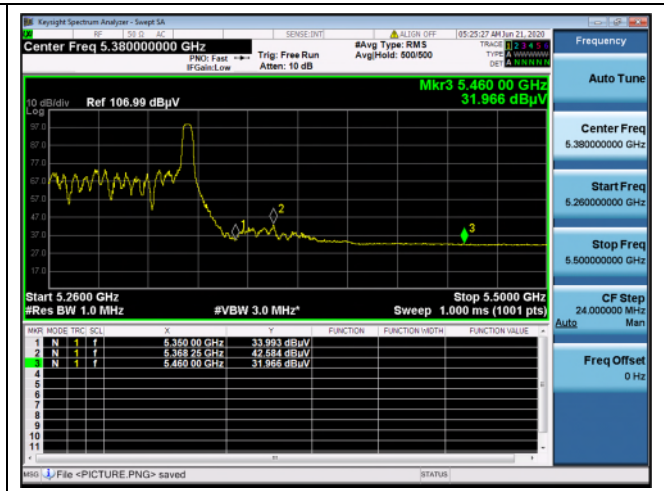 Keysight Spectrum Analyzer - Swept SA
RF 50 Ω AC SENSE:INT ALIGN OFF 05:25:27 AM Jun 21, 2020
Center Freq 5.380000000 GHz
PNO: Fast
IFGain:Low
Trig: Free Run
Atten: 10 dB
#Avg Type: RMS
Avg|Hold: 500/500
TRACE 1 2 3 4 5 6
TYPE A WWWWW
DET A N N N N N
Mkr3 5.460 00 GHz
31.966 dBµV
10 dB/div Ref 106.99 dBµV
Log
97.0
87.0
77.0
67.0
57.0
47.0
37.0
27.0
17.0
1
2
3
Start 5.2600 GHz Stop 5.5000 GHz
#Res BW 1.0 MHz #VBW 3.0 MHz* Sweep 1.000 ms (1001 pts)
MKR MODE TRC SCL X Y FUNCTION FUNCTION WIDTH FUNCTION VALUE
1 N 1 f 5.350 00 GHz 33.993 dBµV
2 N 1 f 5.368 25 GHz 42.584 dBµV
3 N 1 f 5.460 00 GHz 31.966 dBµV
4
5
6
7
8
9
10
11
MSG File <PICTURE.PNG> saved STATUS
Frequency
Auto Tune
Center Freq
5.380000000 GHz
Start Freq
5.260000000 GHz
Stop Freq
5.500000000 GHz
CF Step
24.000000 MHz
Auto Man
Freq Offset
0 Hz